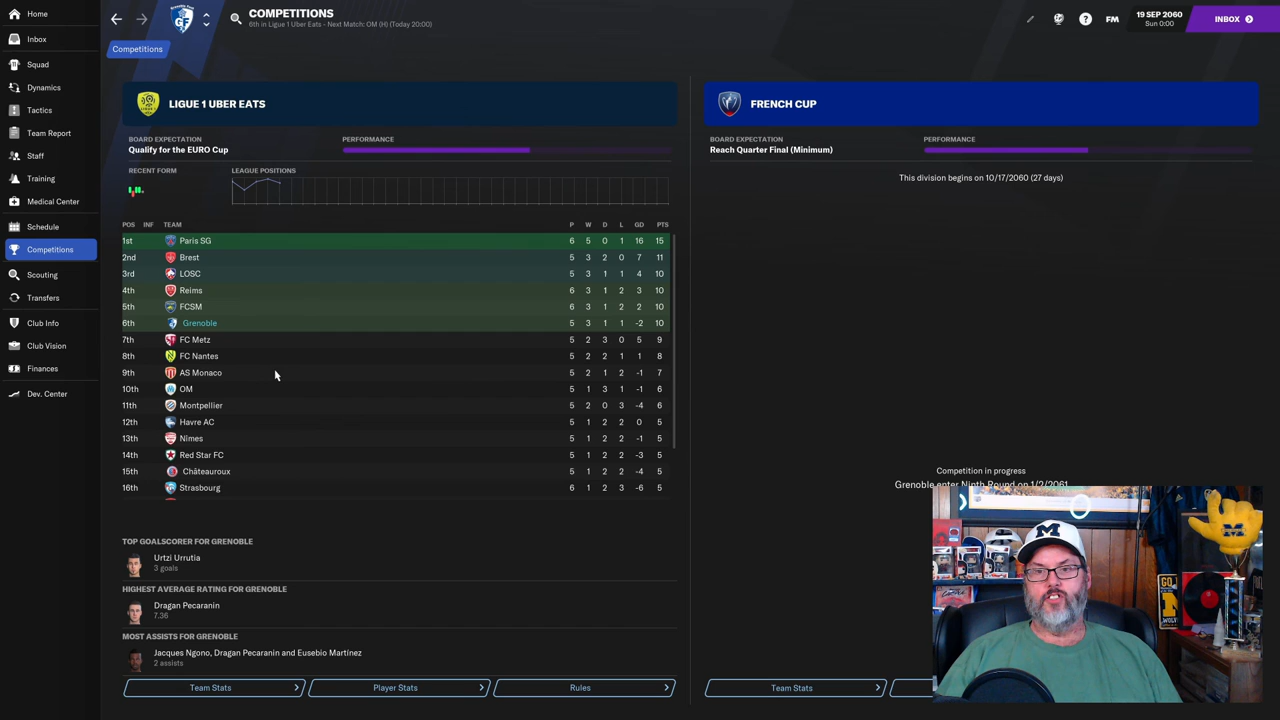 Home
Inbox
Squad
Dynamics
Tactics
Team Report
Staff
Training
Medical Center
Schedule
Competitions
Scouting
Transfers
Club Info
Club Vision
Finances
Dev. Center
COMPETITIONS
6th in Ligue 1 Uber Eats - Next Match: OM (H) (Today 20:00)
FM
19 SEP 2060
Sun 0:00
INBOX
Competitions
LIGUE 1 UBER EATS
BOARD EXPECTATION
Qualify for the EURO Cup
PERFORMANCE
RECENT FORM
LEAGUE POSITIONS
POS INF TEAM P W D L GD PTS
1st Paris SG 6 5 0 1 16 15
2nd Brest 5 3 2 0 7 11
3rd LOSC 5 3 1 1 4 10
4th Reims 6 3 1 2 3 10
5th FCSM 6 3 1 2 2 10
6th Grenoble 5 3 1 1 -2 10
7th FC Metz 5 2 3 0 5 9
8th FC Nantes 5 2 2 1 1 8
9th AS Monaco 5 2 1 2 -1 7
10th OM 5 1 3 1 -1 6
11th Montpellier 5 2 0 3 -4 6
12th Havre AC 5 1 2 2 0 5
13th Nîmes 5 1 2 2 -1 5
14th Red Star FC 5 1 2 2 -3 5
15th Châteauroux 5 1 2 2 -4 5
16th Strasbourg 6 1 2 3 -6 5
TOP GOALSCORER FOR GRENOBLE
Urtzi Urrutia
3 goals
HIGHEST AVERAGE RATING FOR GRENOBLE
Dragan Pecaranin
7.36
MOST ASSISTS FOR GRENOBLE
Jacques Ngono, Dragan Pecaranin and Eusebio Martínez
2 assists
Team Stats
Player Stats
Rules
FRENCH CUP
BOARD EXPECTATION
Reach Quarter Final (Minimum)
PERFORMANCE
This division begins on 10/17/2060 (27 days)
Competition in progress
Grenoble enter Ninth Round on 1/2/2061
Team Stats
M
GO